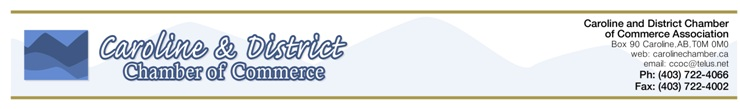 Caroline & District
Chamber of Commerce
Caroline and District Chamber
of Commerce Association
Box 90 Caroline,AB,T0M 0M0
web: carolinechamber.ca
email: ccoc@telus.net
Ph: (403) 722-4066
Fax: (403) 722-4002